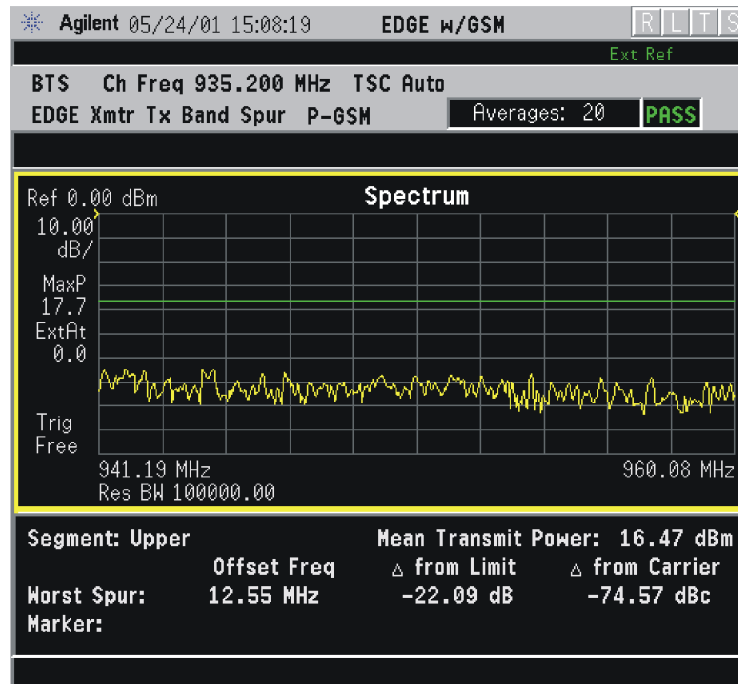 Agilent 05/24/01 15:08:19 EDGE w/GSM R L T S
Ext Ref
BTS Ch Freq 935.200 MHz TSC Auto
EDGE Xmtr Tx Band Spur P-GSM Averages: 20 PASS
Ref 0.00 dBm Spectrum
10.00
dB/
MaxP
17.7
ExtAt
0.0
Trig
Free
941.19 MHz 960.08 MHz
Res BW 100000.00
Segment: Upper Mean Transmit Power: 16.47 dBm
Offset Freq △ from Limit △ from Carrier
Worst Spur: 12.55 MHz -22.09 dB -74.57 dBc
Marker: